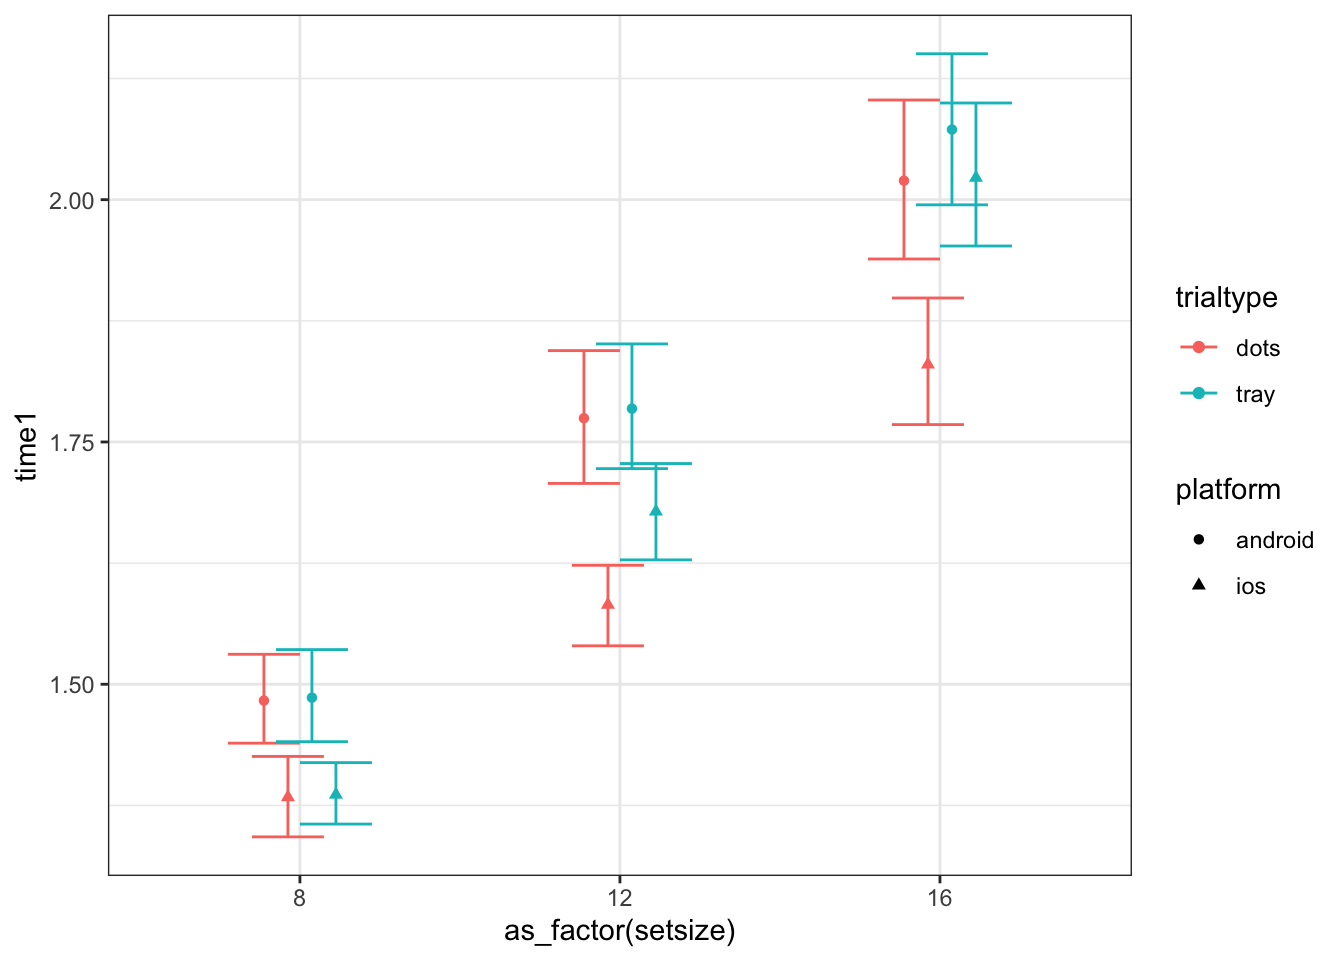 time1
2.00
1.75
1.50
8
12
16
as_factor(setsize)
trialtype
dots
tray
platform
android
ios